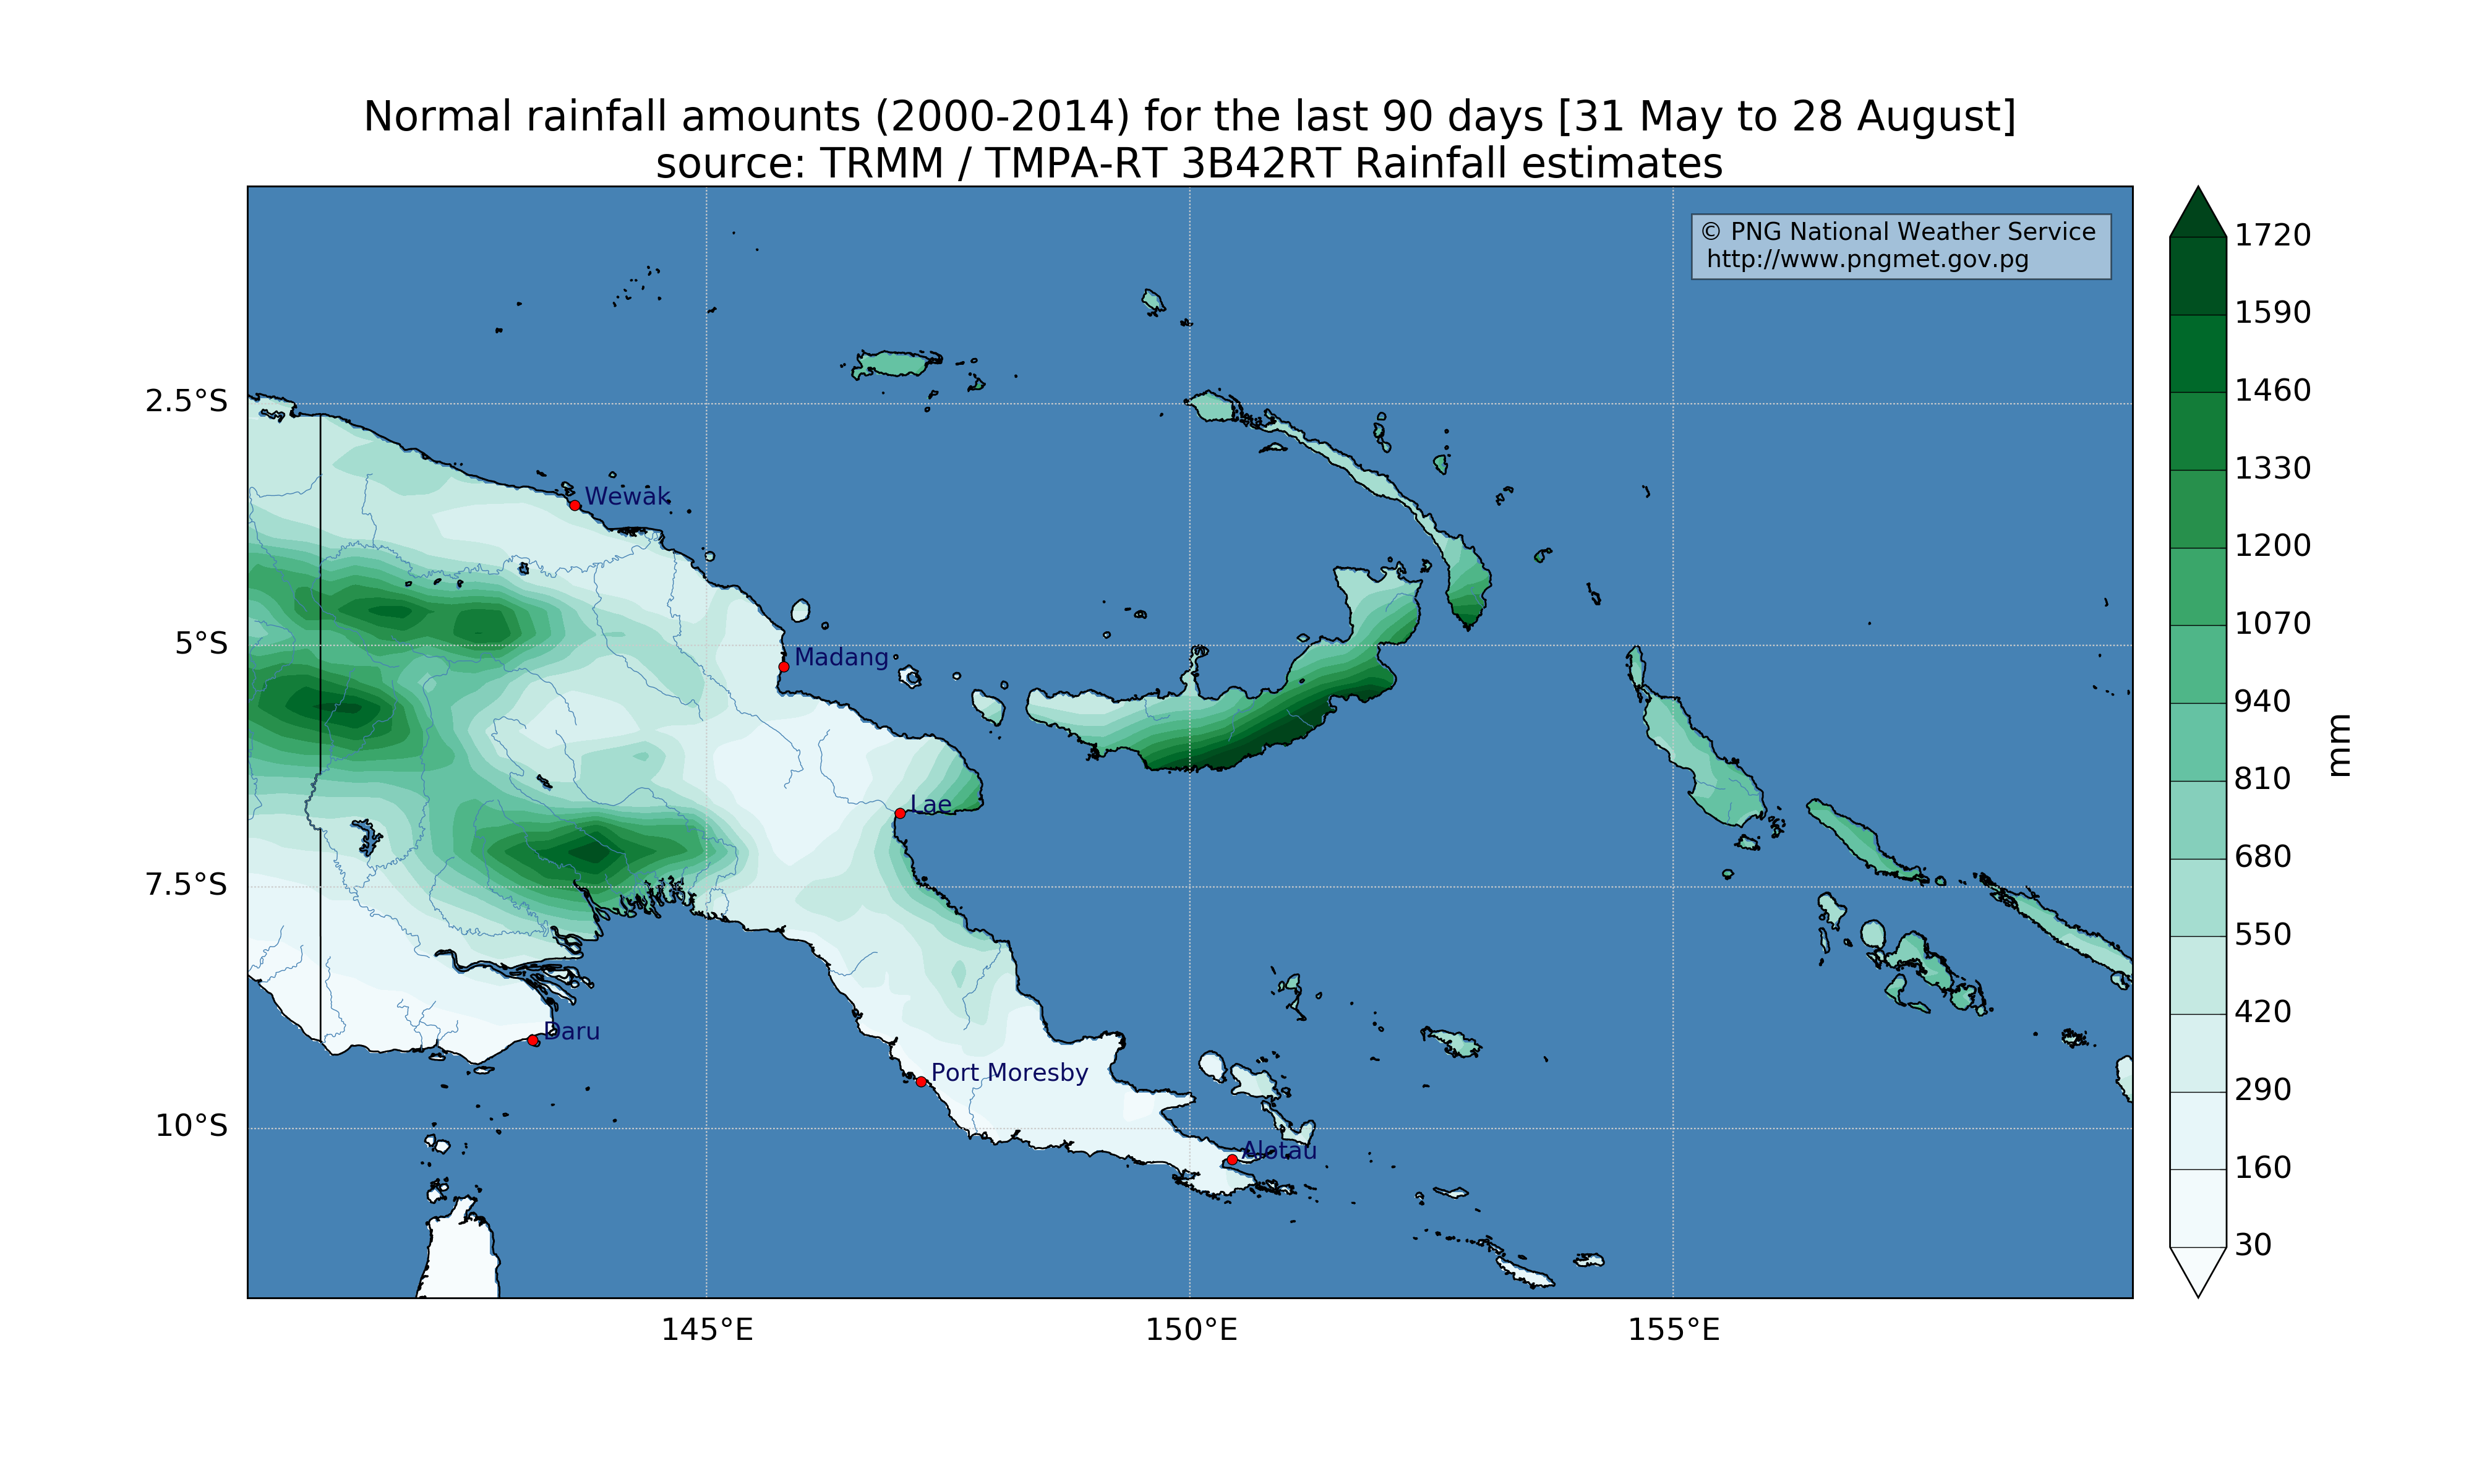 Normal rainfall amounts (2000-2014) for the last 90 days [31 May to 28 August]
source: TRMM / TMPA-RT 3B42RT Rainfall estimates
© PNG National Weather Service
http://www.pngmet.gov.pg
1720
1590
1460
1330
1200
1070
940
810
680
550
420
290
160
30
mm
2.5°S
5°S
7.5°S
10°S
Wewak
Madang
Lae
Daru
Port Moresby
Alotau
145°E
150°E
155°E